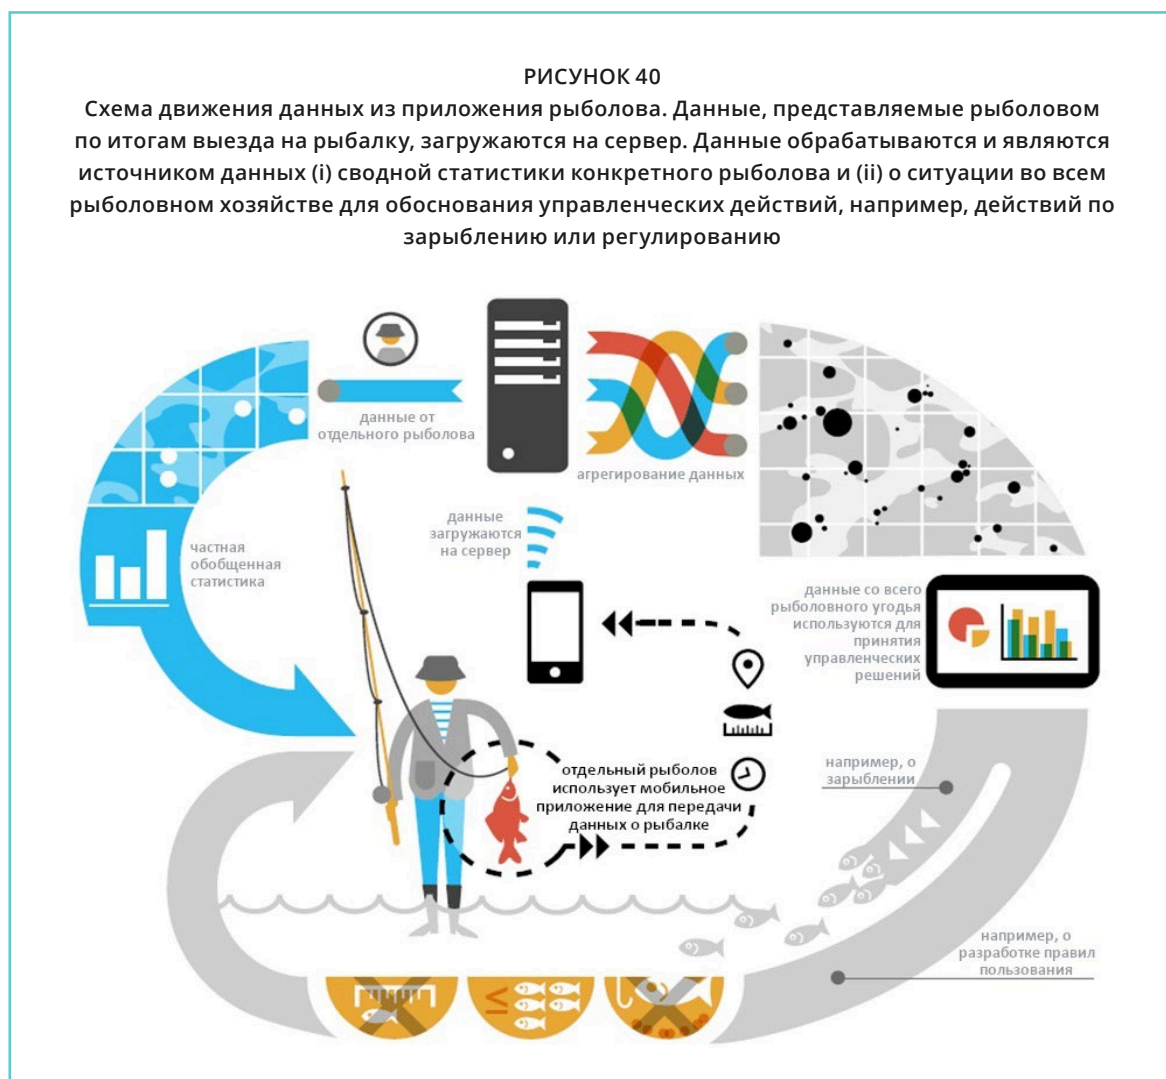 РИСУНОК 40
Схема движения данных из приложения рыболова. Данные, представляемые рыболовом
по итогам выезда на рыбалку, загружаются на сервер. Данные обрабатываются и являются
источником данных (i) сводной статистики конкретного рыболова и (ii) о ситуации во всем
рыболовном хозяйстве для обоснования управленческих действий, например, действий по
зарыблению или регулированию
данные от
отдельного рыболова
агрегирование данных
данные
загружаются
на сервер
частная
обобщенная
статистика
данные со всего
рыболовного угодья
используются для
принятия
управленческих
решений
отдельный рыболов
использует мобильное
приложение для передачи
данных о рыбалке
например, о
зарыблении
например, о
разработке правил
пользования
≤